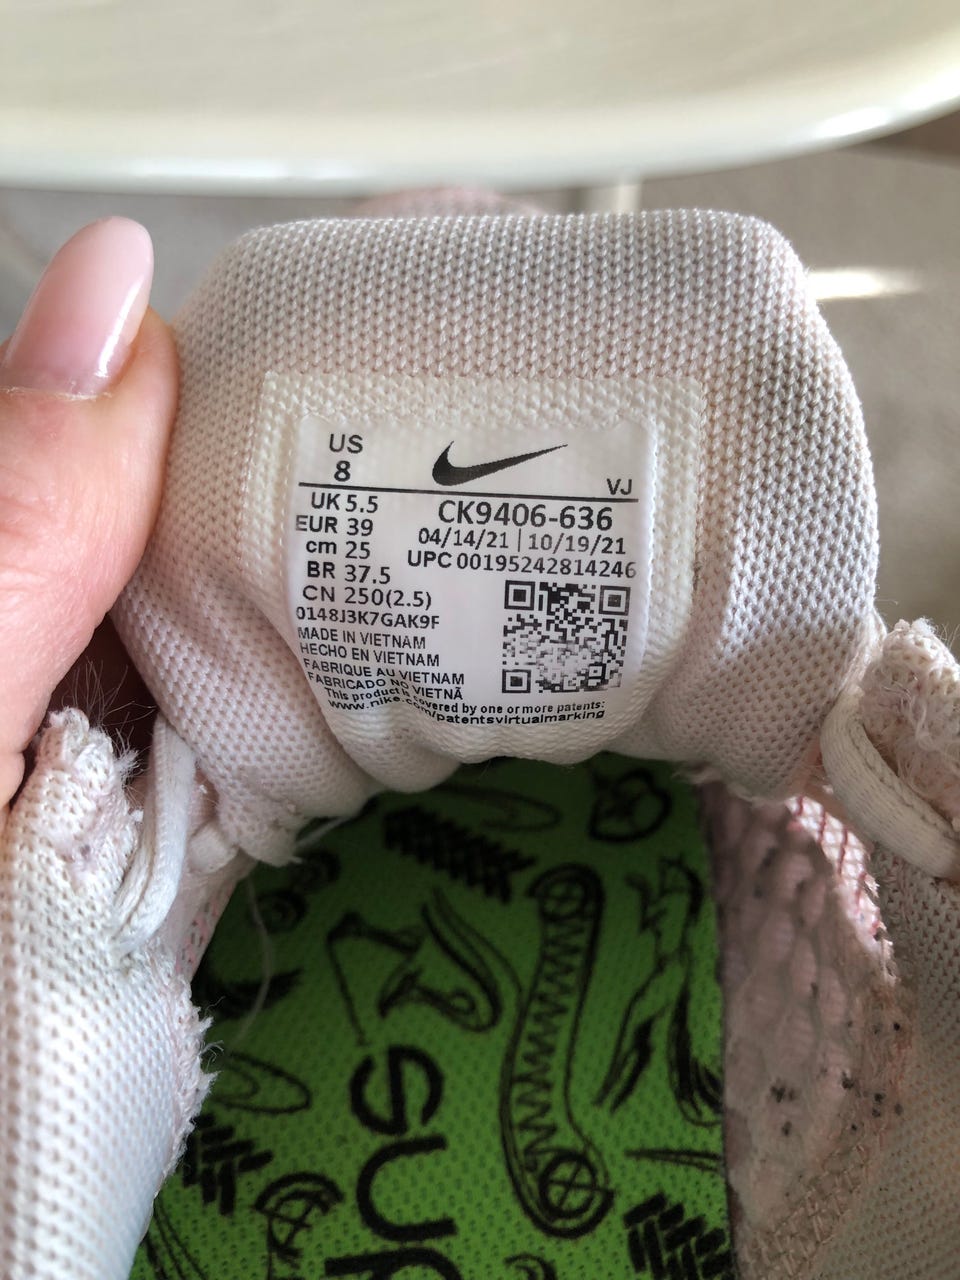 US
8
VJ
UK 5.5
EUR 39
cm 25
BR 37.5
CN 250(2.5)
CK9406-636
04/14/21 | 10/19/21
UPC 00195242814246
0148J3K7GAK9F
MADE IN VIETNAM
HECHO EN VIETNAM
FABRIQUE AU VIETNAM
FABRICADO NO VIETNÃ
This product is covered by one or more patents:
www.nike.com/patentsvirtualmarking